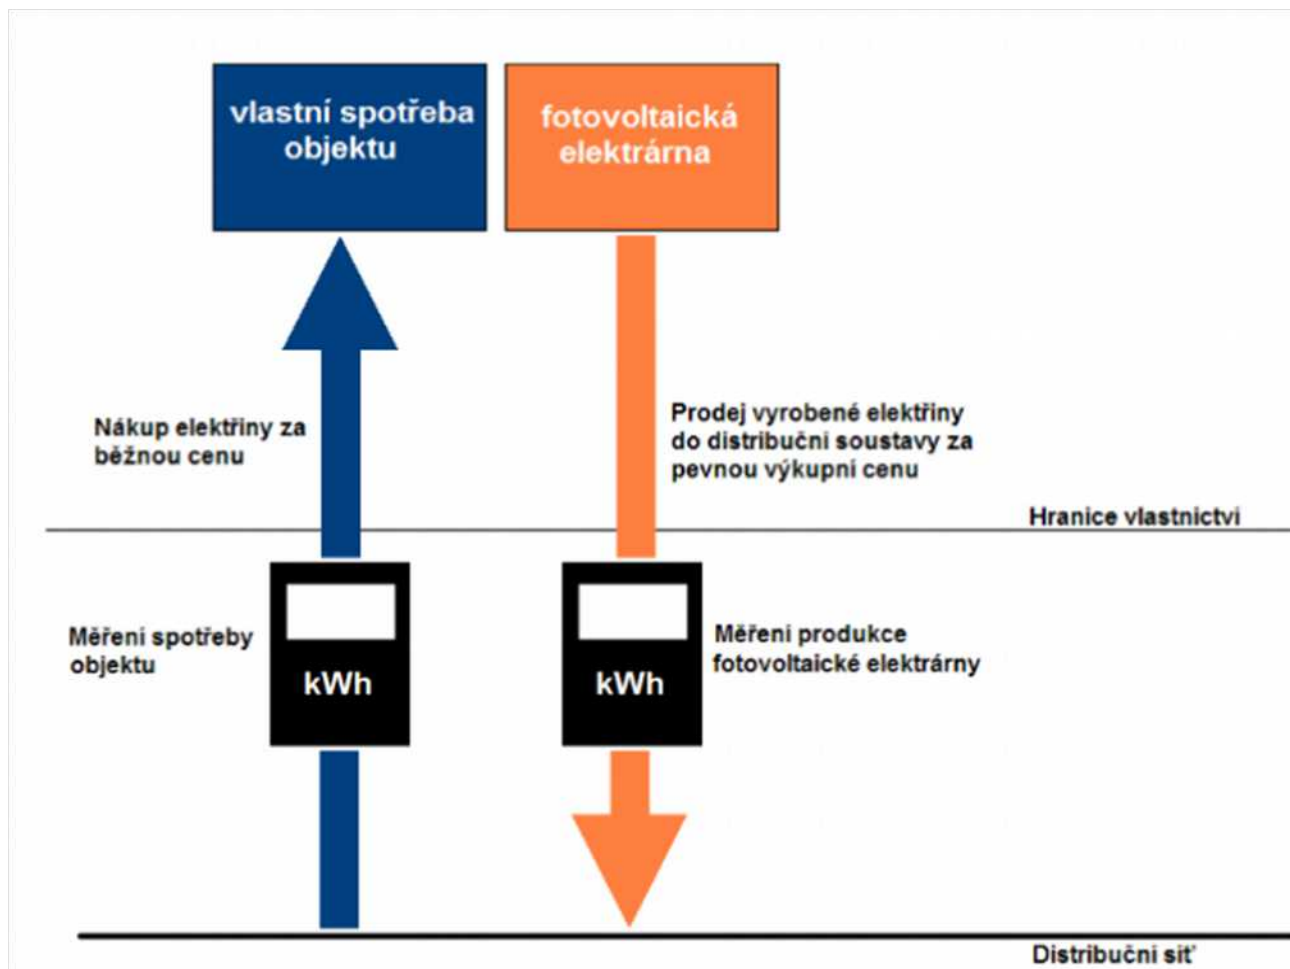 vlastní spotřeba
objektu
fotovoltaická
elektrárna
Nákup elektřiny za
běžnou cenu
Prodej vyrobené elektřiny
do distribuční soustavy za
pevnou výkupní cenu
Hranice vlastnictvi
Měření spotřeby
objektu
kWh
kWh
Měření produkce
fotovoltaické elektrárny
Distribuční síť